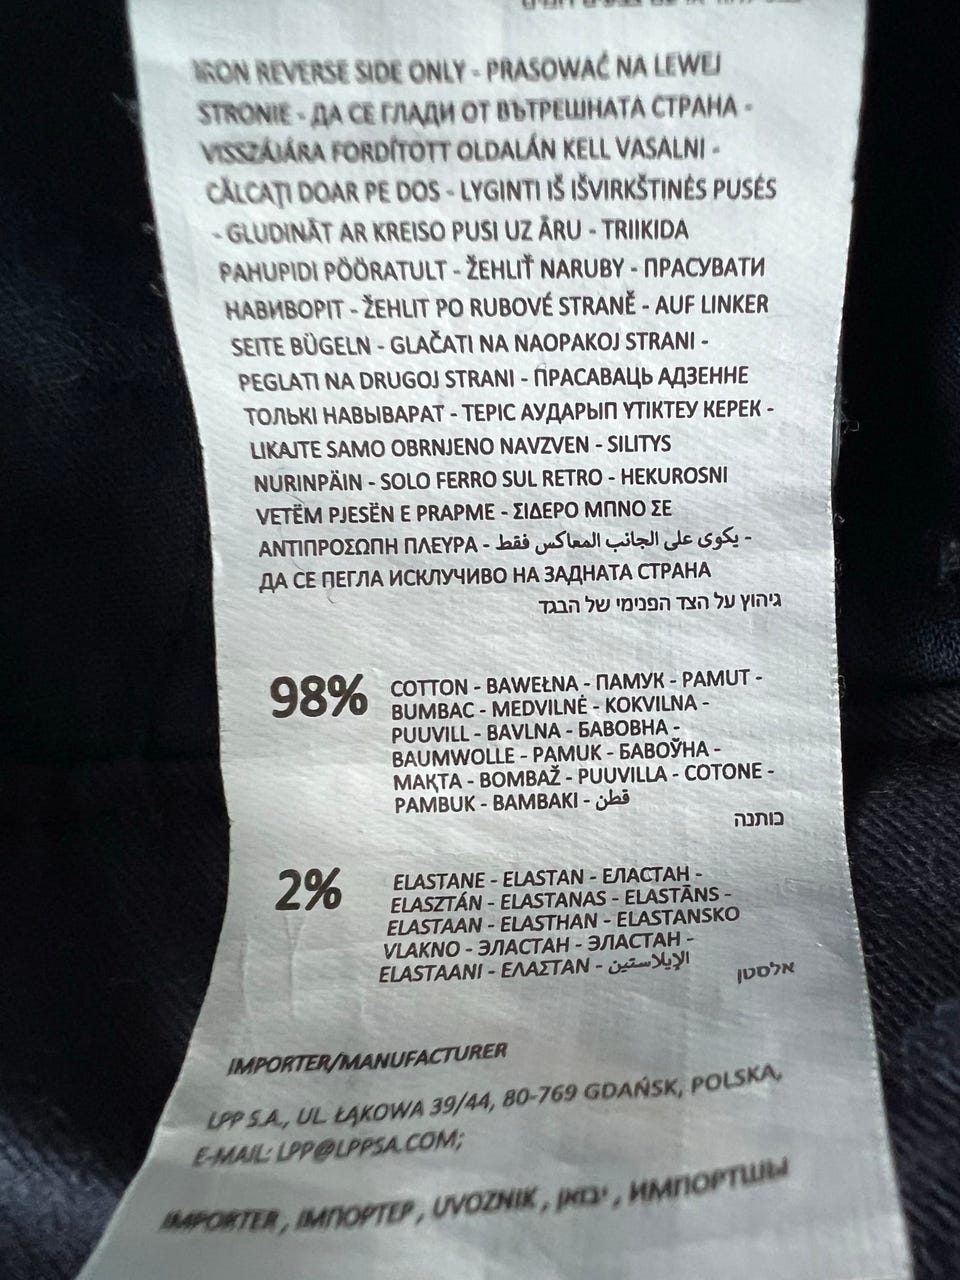 IRON REVERSE SIDE ONLY - PRASOWAĆ NA LEWEJ
STRONIE - ДА СЕ ГЛАДИ ОТ ВЪТРЕШНАТА СТРАНА -
VISSZÁJÁRA FORDÍTOTT OLDALÁN KELL VASALNI -
CĂLCAŢI DOAR PE DOS - LYGINTI IŠ IŠVIRKŠTINĖS PUSĖS
- GLUDINĀT AR KREISO PUSI UZ ĀRU - TRIIKIDA
PAHUPIDI PÖÖRATULT - ŽEHLIŤ NARUBY - ПРАСУВАТИ
НАВИВОРІТ - ŽEHLIT PO RUBOVÉ STRANĚ - AUF LINKER
SEITE BÜGELN - GLAČATI NA NAOPAKOJ STRANI -
PEGLATI NA DRUGOJ STRANI - ПРАСАВАЦЬ АДЗЕННЕ
ТОЛЬКІ НАВЫВАРАТ - ТЕРІС АУДАРЫП ҮТІКТЕУ КЕРЕК -
LIKAJTE SAMO OBRNJENO NAVZVEN - SILITYS
NURINPÄIN - SOLO FERRO SUL RETRO - HEKUROSNI
VETËM PJESËN E PRAPME - ΣΙΔΕΡΟ ΜΠΝΟ ΣΕ
ΑΝΤΙΠΡΟΣΩΠΗ ΠΛΕΥΡΑ - يكوى على الجانب المعاكس فقط -
ДА СЕ ПЕГЛА ИСКЛУЧИВО НА ЗАДНАТА СТРАНА
גיהוץ על הצד הפנימי של הבגד
98% COTTON - BAWEŁNA - ПАМУК - PAMUT -
BUMBAC - MEDVILNĖ - KOKVILNA -
PUUVILL - BAVLNA - БАВОВНА -
BAUMWOLLE - PAMUK - БАВОЎНА -
МАҚТА - BOMBAŽ - PUUVILLA - COTONE -
PAMBUK - BAMBAKI - قطن
כותנה
2% ELASTANE - ELASTAN - ЕЛАСТАН -
ELASZTÁN - ELASTANAS - ELASTĀNS -
ELASTAAN - ELASTHAN - ELASTANSKO
VLAKNO - ЭЛАСТАН - ЭЛАСТАН -
ELASTAANI - ΕΛΑΣΤΑΝ - الإيلاستين
אלסטן
IMPORTER/MANUFACTURER
LPP S.A., UL. ŁĄKOWA 39/44, 80-769 GDAŃSK, POLSKA,
E-MAIL: LPP@LPPSA.COM;
IMPORTER , ІМПОРТЕР , UVOZNIK , יבואן , ИМПОРТШЫ